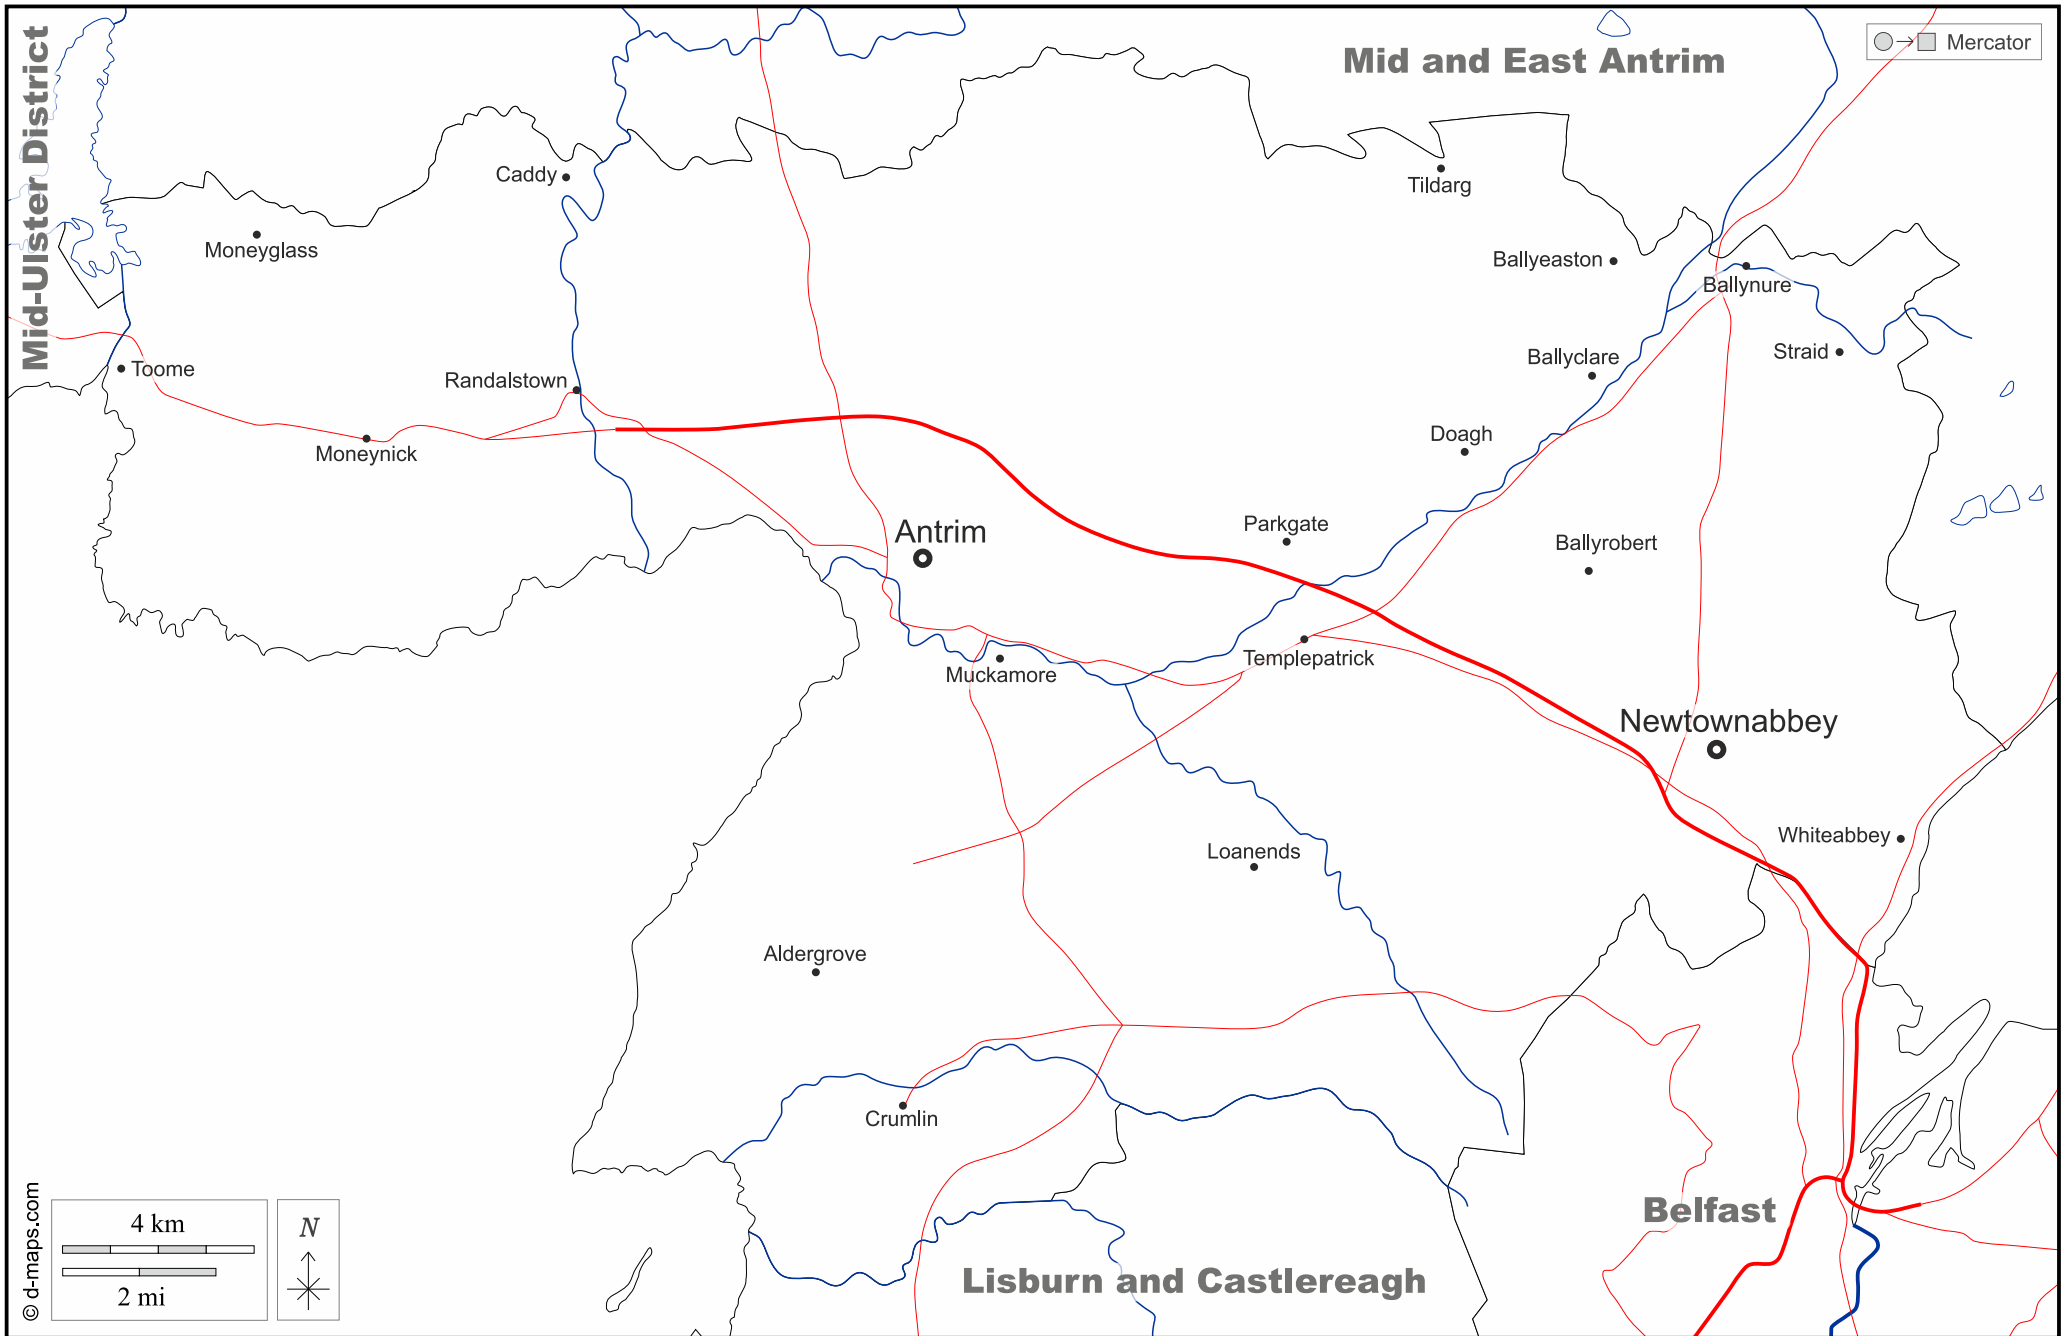 Mid-Ulster District
Mid and East Antrim
Mercator
Caddy
Tildarg
Moneyglass
Ballyeaston
Ballynure
Toome
Randalstown
Ballyclare
Straid
Moneynick
Doagh
Antrim
Parkgate
Ballyrobert
Muckamore
Templepatrick
Newtownabbey
Whiteabbey
Loanends
Aldergrove
Crumlin
Belfast
Lisburn and Castlereagh
© d-maps.com
4 km
2 mi
N